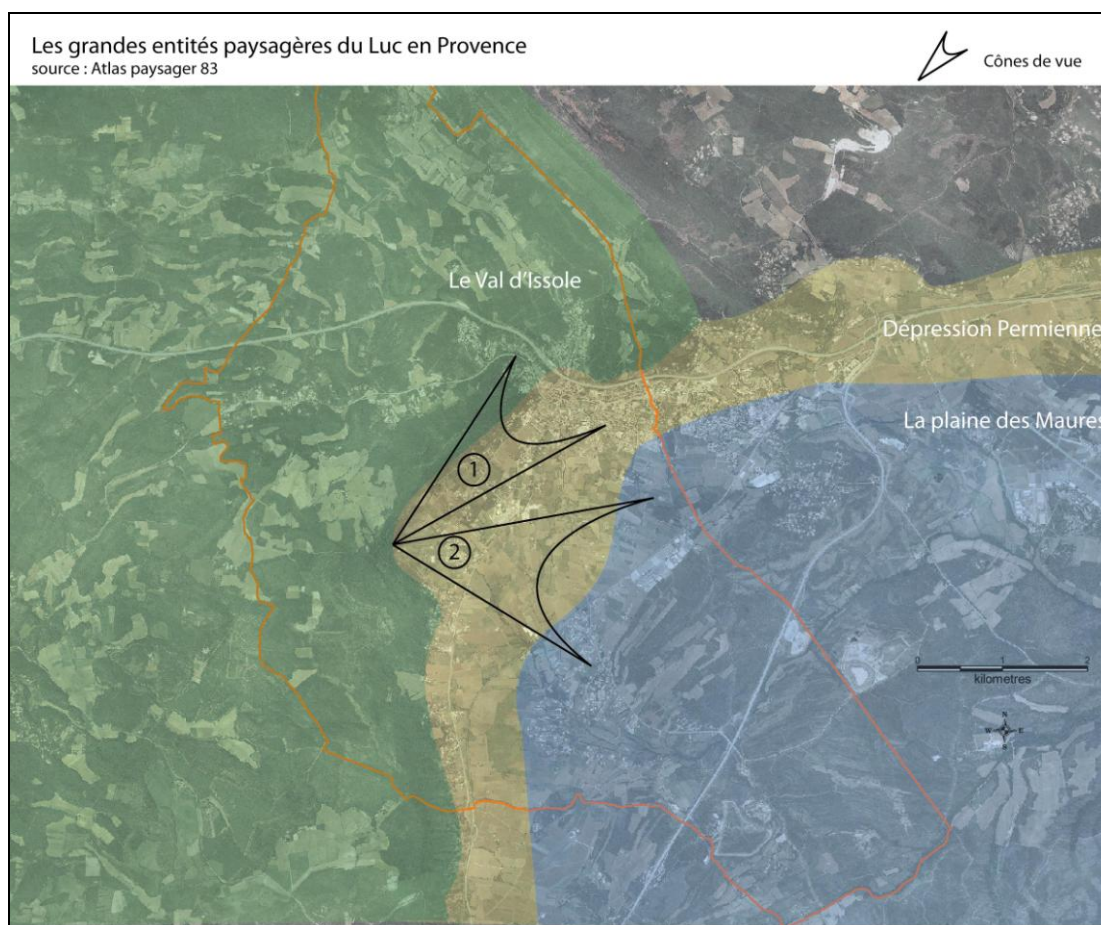 Les grandes entités paysagères du Luc en Provence
source : Atlas paysager 83
Cônes de vue
Le Val d'Issole
Dépression Permienne
La plaine des Maures
1
2
0 1 2
kilometres
N
W E
S